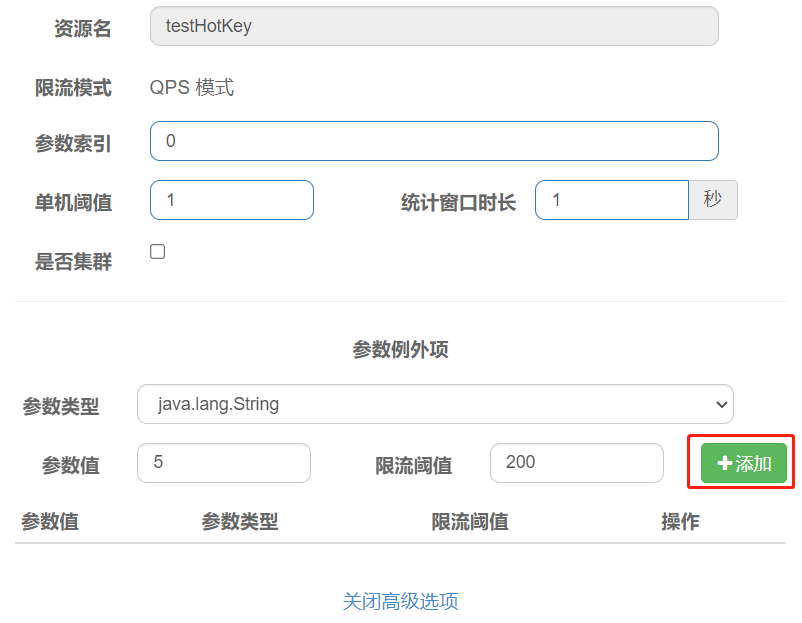 资源名 testHotKey
限流模式 QPS 模式
参数索引 0
单机阈值 1 统计窗口时长 1 秒
是否集群
参数例外项
参数类型 java.lang.String
参数值 5 限流阈值 200 添加
参数值 参数类型 限流阈值 操作
关闭高级选项